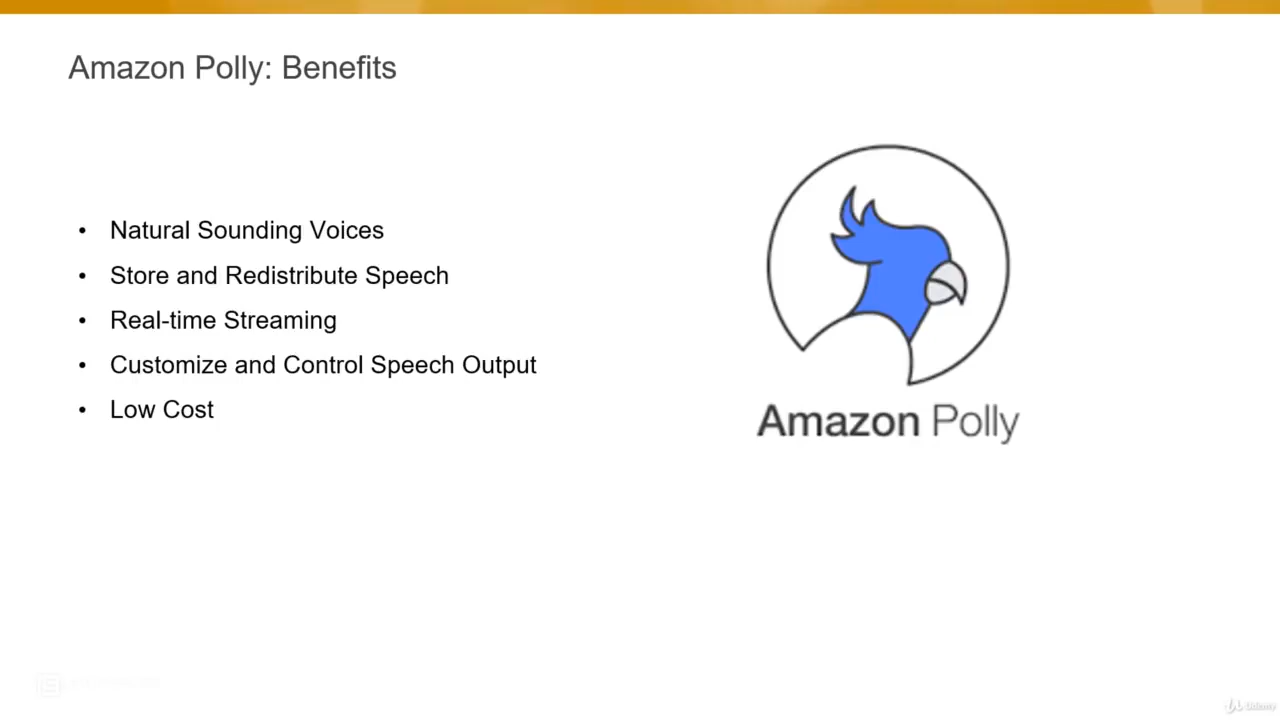 Amazon Polly: Benefits
• Natural Sounding Voices
• Store and Redistribute Speech
• Real-time Streaming
• Customize and Control Speech Output
• Low Cost
Amazon Polly
Udemy